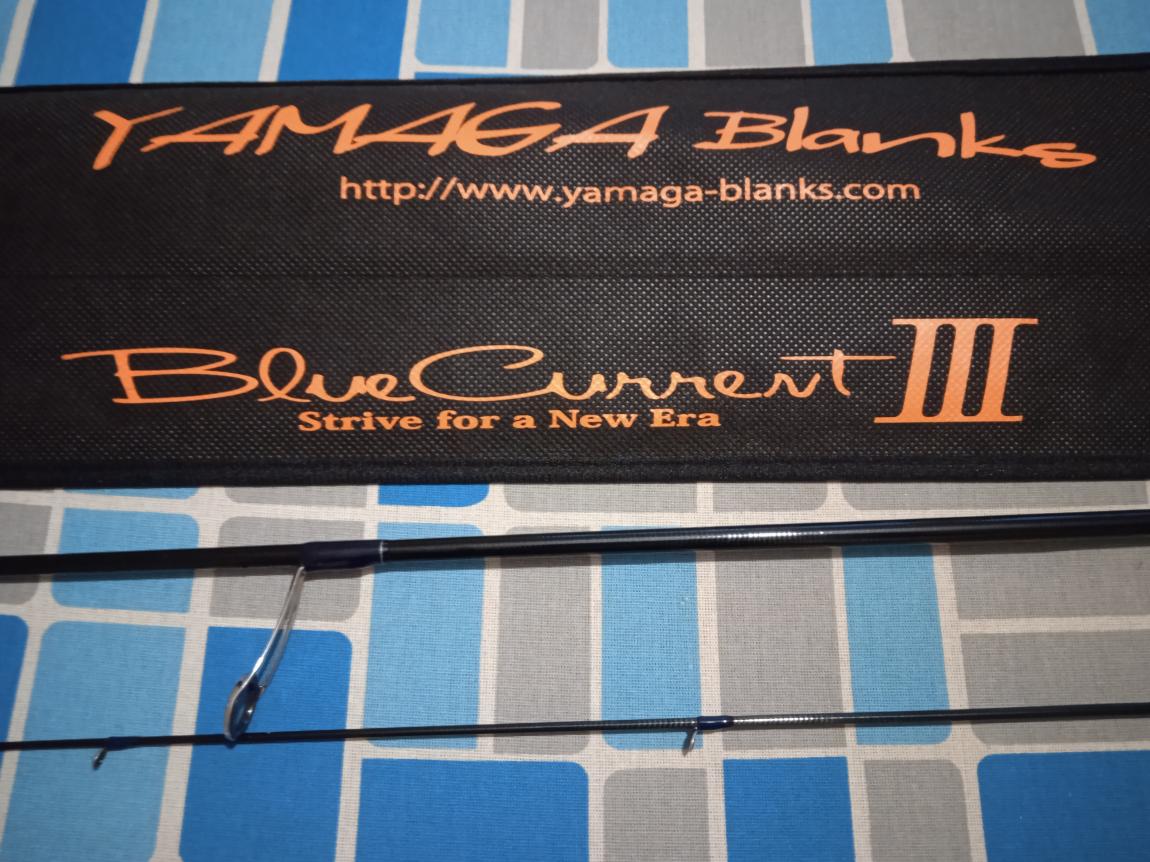 YAMAGA Blanks
http://www.yamaga-blanks.com
BlueCurrent III
Strive for a New Era